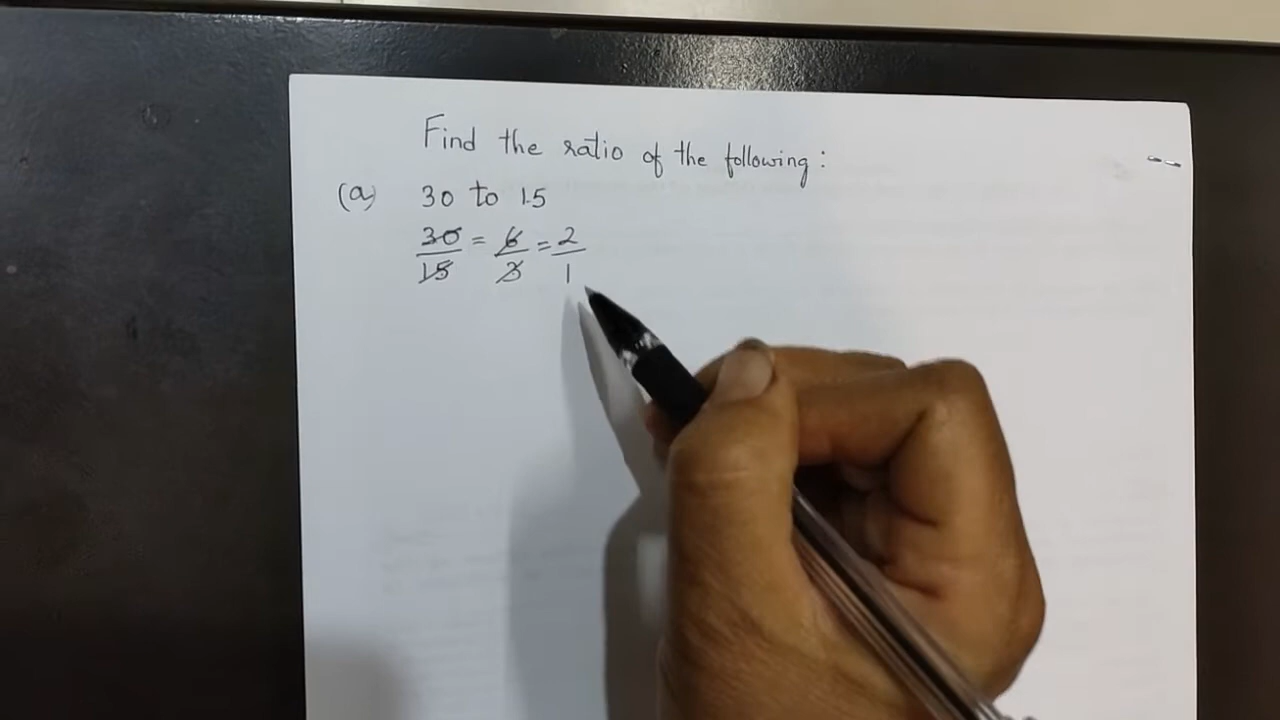 Find the ratio of the following:
(a) 30 to 15
30/15 = 6/3 = 2/1